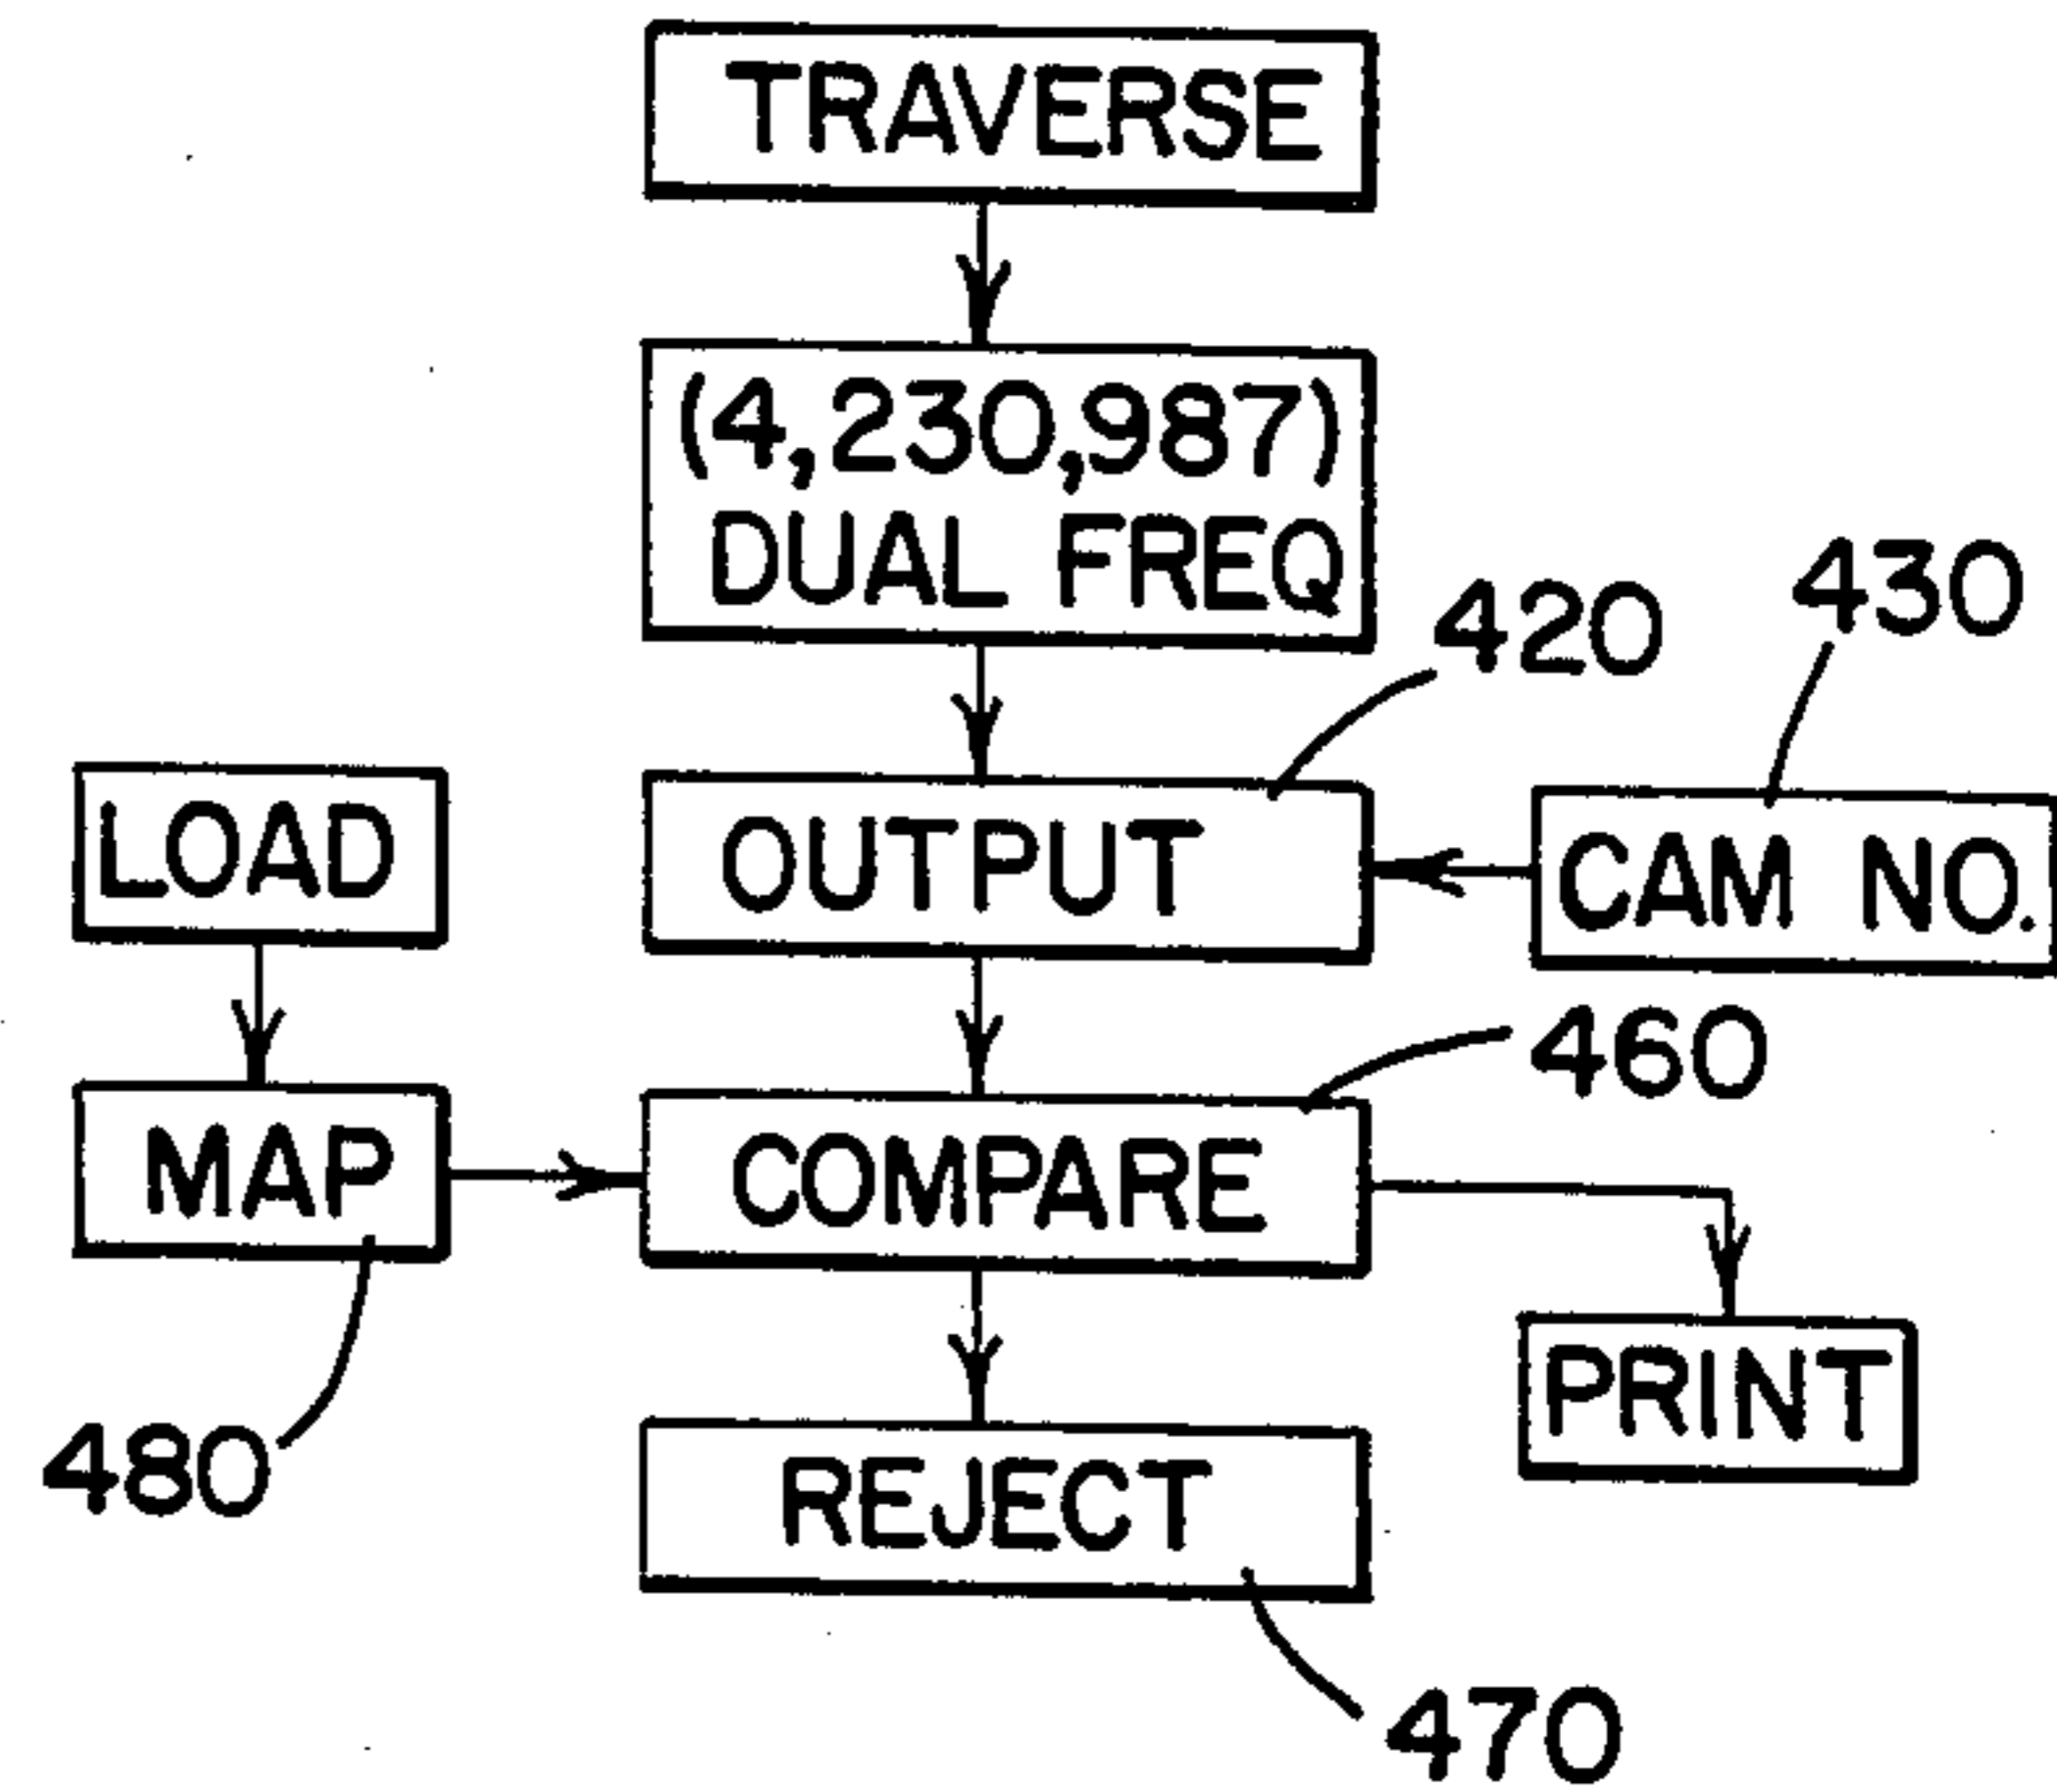 TRAVERSE
(4,230,987)
DUAL FREQ
420
430
LOAD
OUTPUT
CAM NO.
460
MAP
COMPARE
PRINT
480
REJECT
470